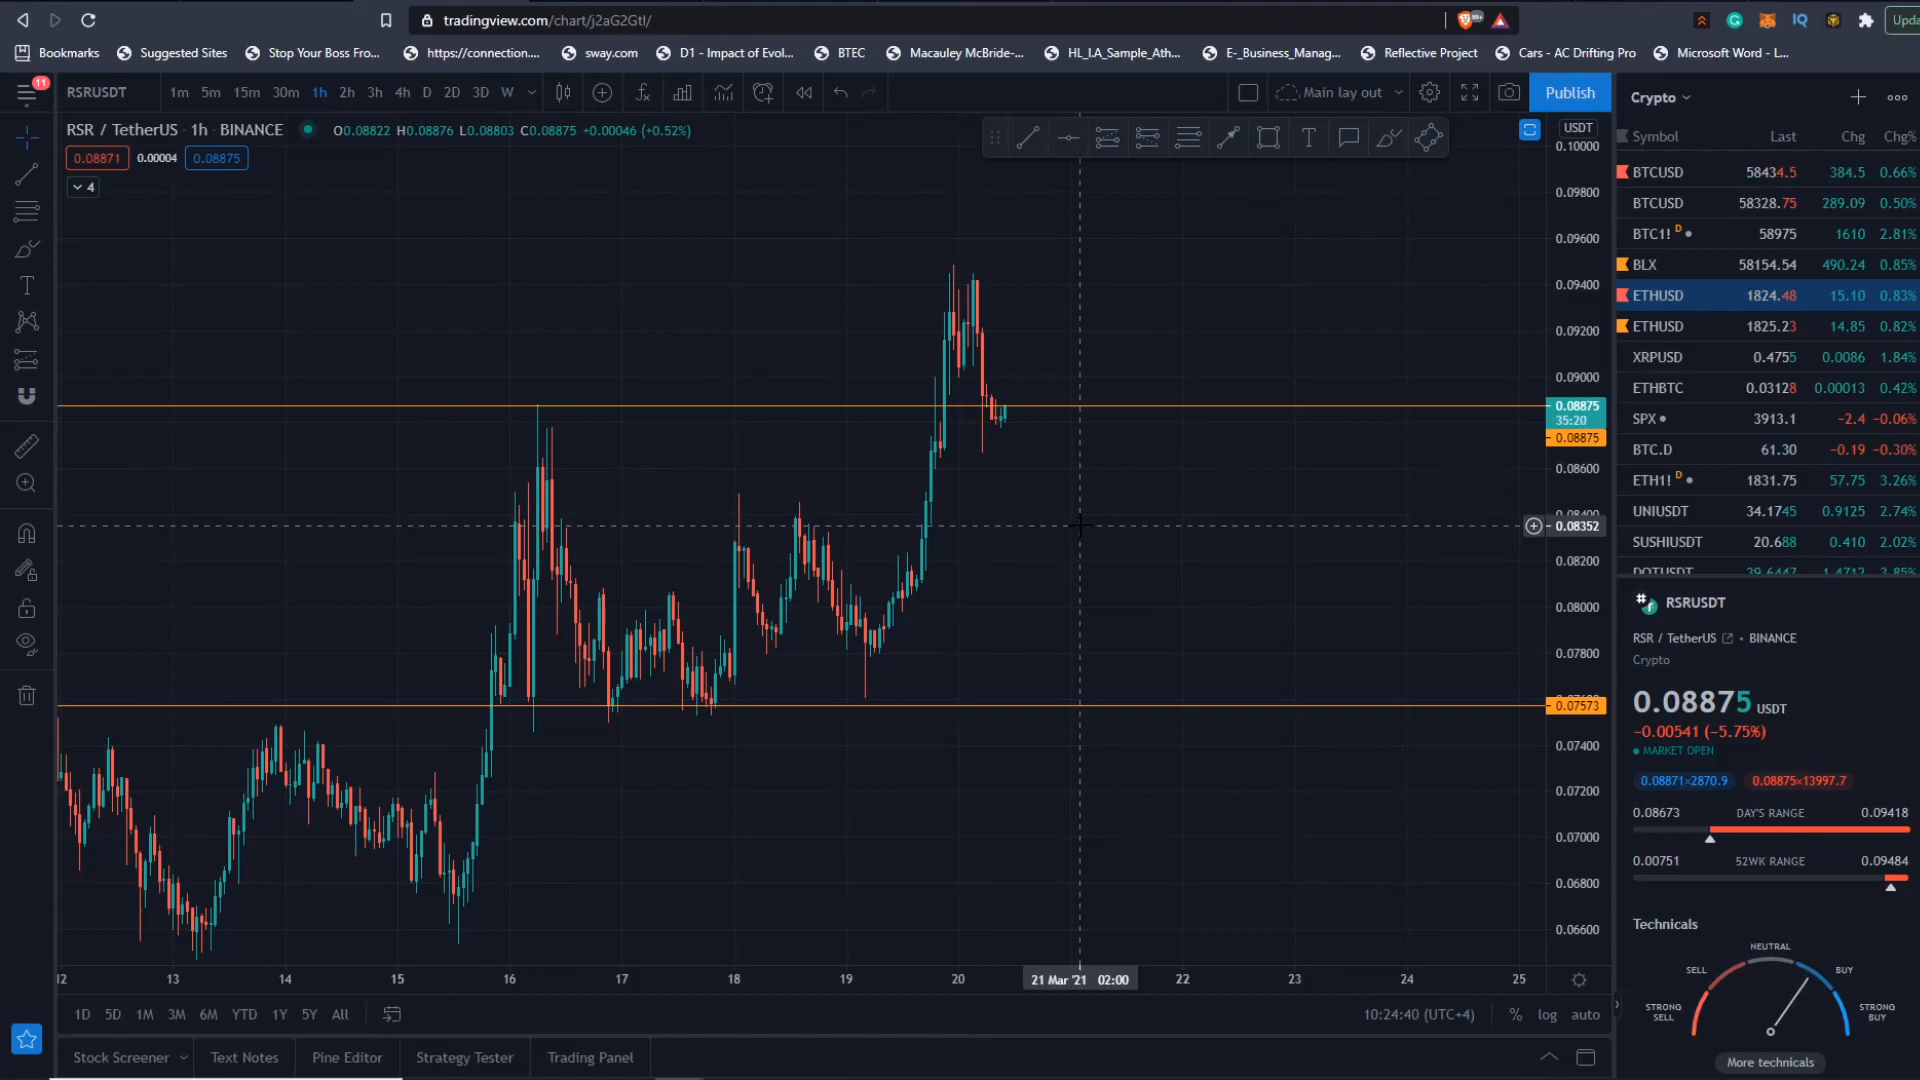 tradingview.com/chart/j2aG2GtI/
99+
IQ
Upda
Bookmarks
Suggested Sites
Stop Your Boss Fro...
https://connection....
sway.com
D1 - Impact of Evol...
BTEC
Macauley McBride-...
HL_IA_Sample_Ath...
E-_Business_Manag...
Reflective Project
Cars - AC Drifting Pro
Microsoft Word - L...
11
RSRUSDT
1m 5m 15m 30m 1h 2h 3h 4h D 2D 3D W
Main lay out
Publish
Crypto
RSR / TetherUS · 1h · BINANCE
O0.08822 H0.08876 L0.08803 C0.08875 +0.00046 (+0.52%)
0.08871 0.00004 0.08875
4
USDT
0.10000
0.09800
0.09600
0.09400
0.09200
0.09000
0.08875
35:20
0.08875
0.08600
0.08352
0.08200
0.08000
0.07800
0.07573
0.07400
0.07200
0.07000
0.06800
0.06600
12 13 14 15 16 17 18 19 20 21 Mar '21 02:00 22 23 24 25
1D 5D 1M 3M 6M YTD 1Y 5Y All
10:24:40 (UTC+4) % log auto
Stock Screener Text Notes Pine Editor Strategy Tester Trading Panel
Symbol Last Chg Chg%
BTCUSD 58434.5 384.5 0.66%
BTCUSD 58328.75 289.09 0.50%
BTC1! D 58975 1610 2.81%
BLX 58154.54 490.24 0.85%
ETHUSD 1824.48 15.10 0.83%
ETHUSD 1825.23 14.85 0.82%
XRPUSD 0.4755 0.0086 1.84%
ETHBTC 0.03128 0.00013 0.42%
SPX 3913.1 -2.4 -0.06%
BTC.D 61.30 -0.19 -0.30%
ETH1! D 1831.75 57.75 3.26%
UNIUSDT 34.1745 0.9125 2.74%
SUSHIUSDT 20.688 0.410 2.02%
DOTUSDT 39.6447 1.4712 3.85%
RSRUSDT
RSR / TetherUS • BINANCE
Crypto
0.08875 USDT
−0.00541 (−5.75%)
MARKET OPEN
0.08871×2870.9 0.08875×13997.7
0.08673 DAY'S RANGE 0.09418
0.00751 52WK RANGE 0.09484
Technicals
NEUTRAL
SELL BUY
STRONG SELL
STRONG BUY
More technicals